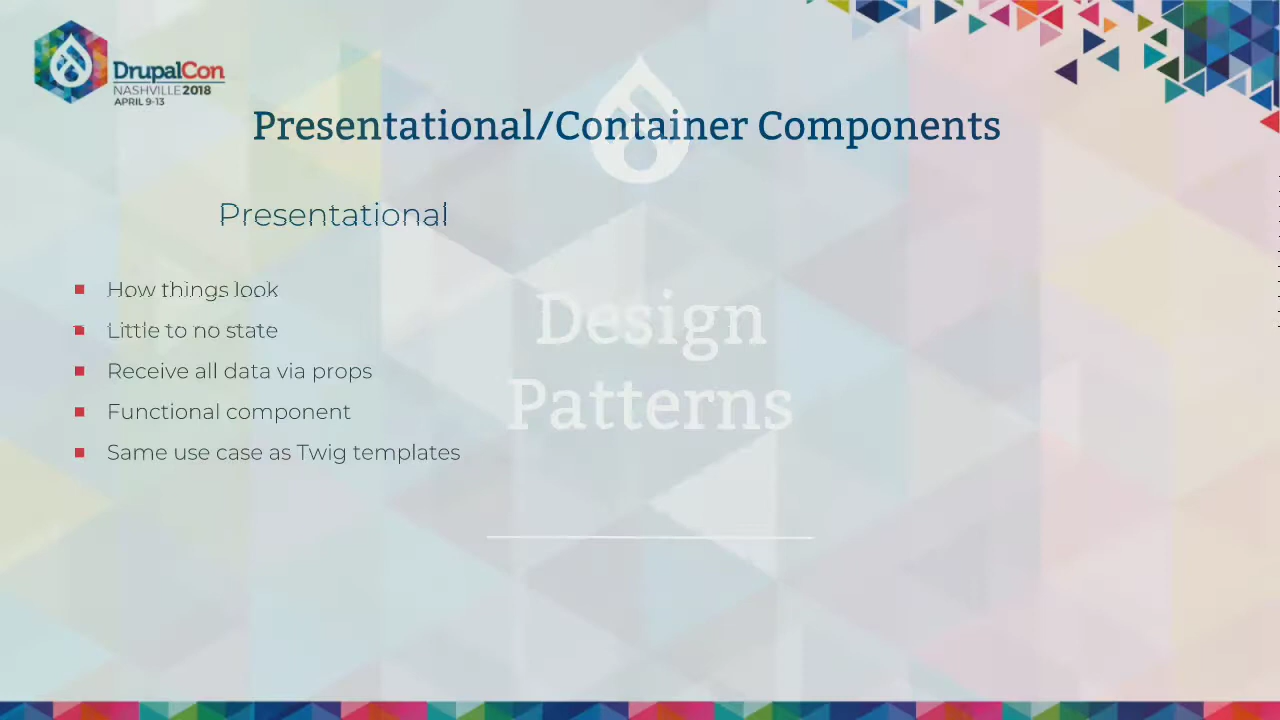 DrupalCon
NASHVILLE 2018
APRIL 9-13
Presentational/Container Components
Presentational
How things look
Little to no state
Receive all data via props
Functional component
Same use case as Twig templates
Design
Patterns